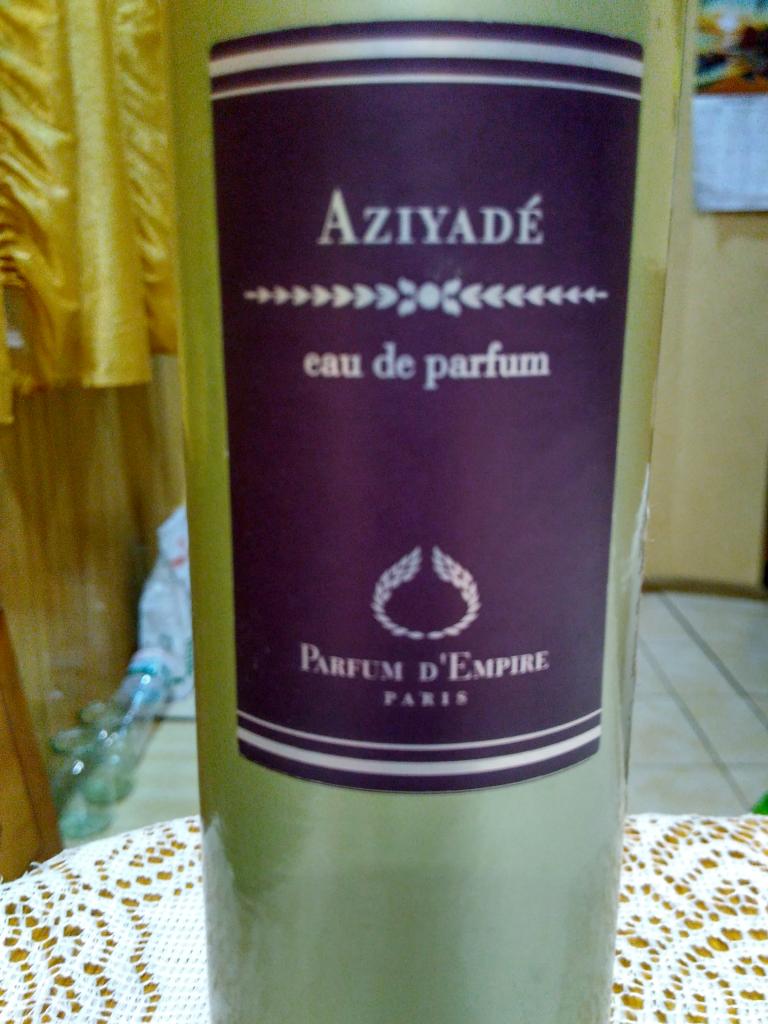 AZIYADÉ
eau de parfum
PARFUM D'EMPIRE
PARIS